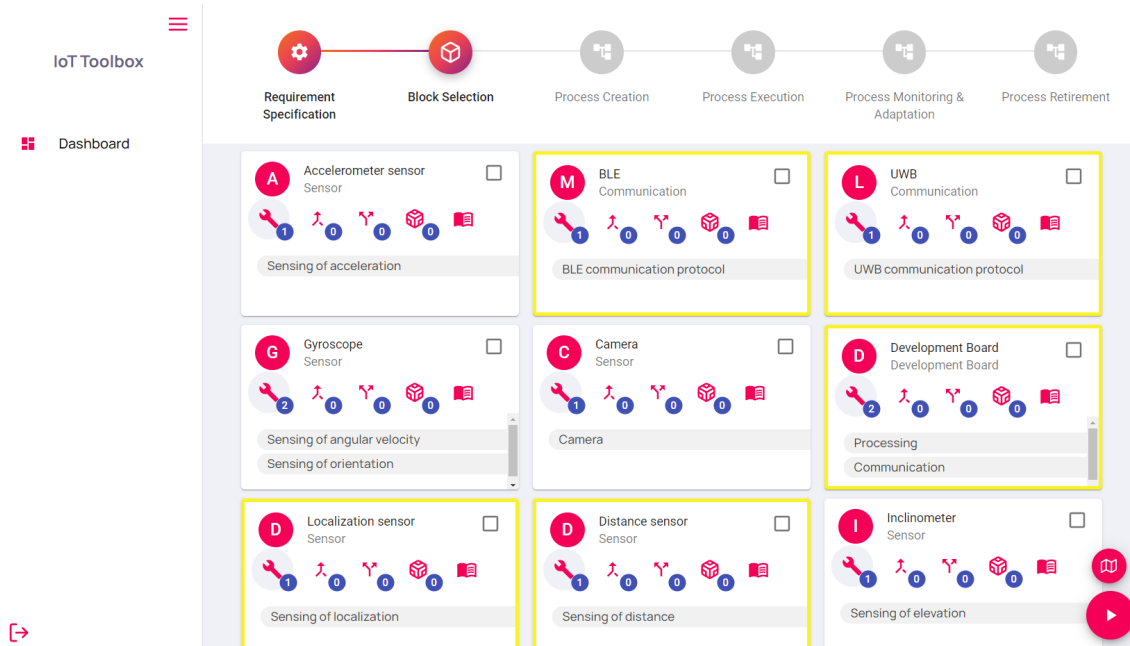 IoT Toolbox
Dashboard
Requirement
Specification
Block Selection
Process Creation
Process Execution
Process Monitoring &
Adaptation
Process Retirement
A
Accelerometer sensor
Sensor
1
0
0
0
Sensing of acceleration
M
BLE
Communication
1
0
0
0
BLE communication protocol
L
UWB
Communication
1
0
0
0
UWB communication protocol
G
Gyroscope
Sensor
2
0
0
0
Sensing of angular velocity
Sensing of orientation
C
Camera
Sensor
1
0
0
0
Camera
D
Development Board
Development Board
2
0
0
0
Processing
Communication
D
Localization sensor
Sensor
1
0
0
0
Sensing of localization
D
Distance sensor
Sensor
1
0
0
0
Sensing of distance
I
Inclinometer
Sensor
1
0
0
0
Sensing of elevation